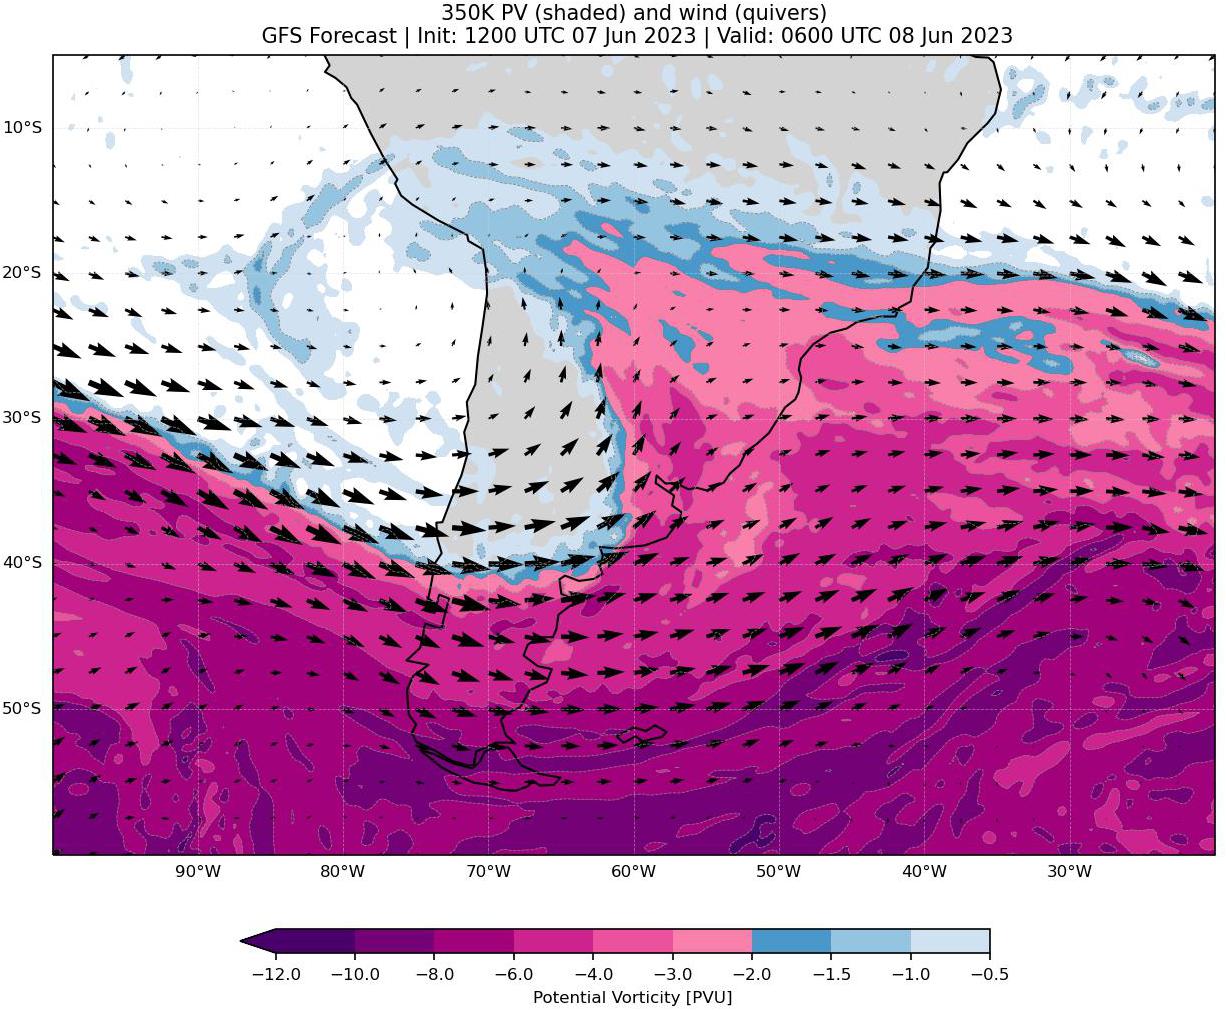 350K PV (shaded) and wind (quivers)
GFS Forecast | Init: 1200 UTC 07 Jun 2023 | Valid: 0600 UTC 08 Jun 2023
10°S
20°S
30°S
40°S
50°S
90°W 80°W 70°W 60°W 50°W 40°W 30°W
−12.0 −10.0 −8.0 −6.0 −4.0 −3.0 −2.0 −1.5 −1.0 −0.5
Potential Vorticity [PVU]